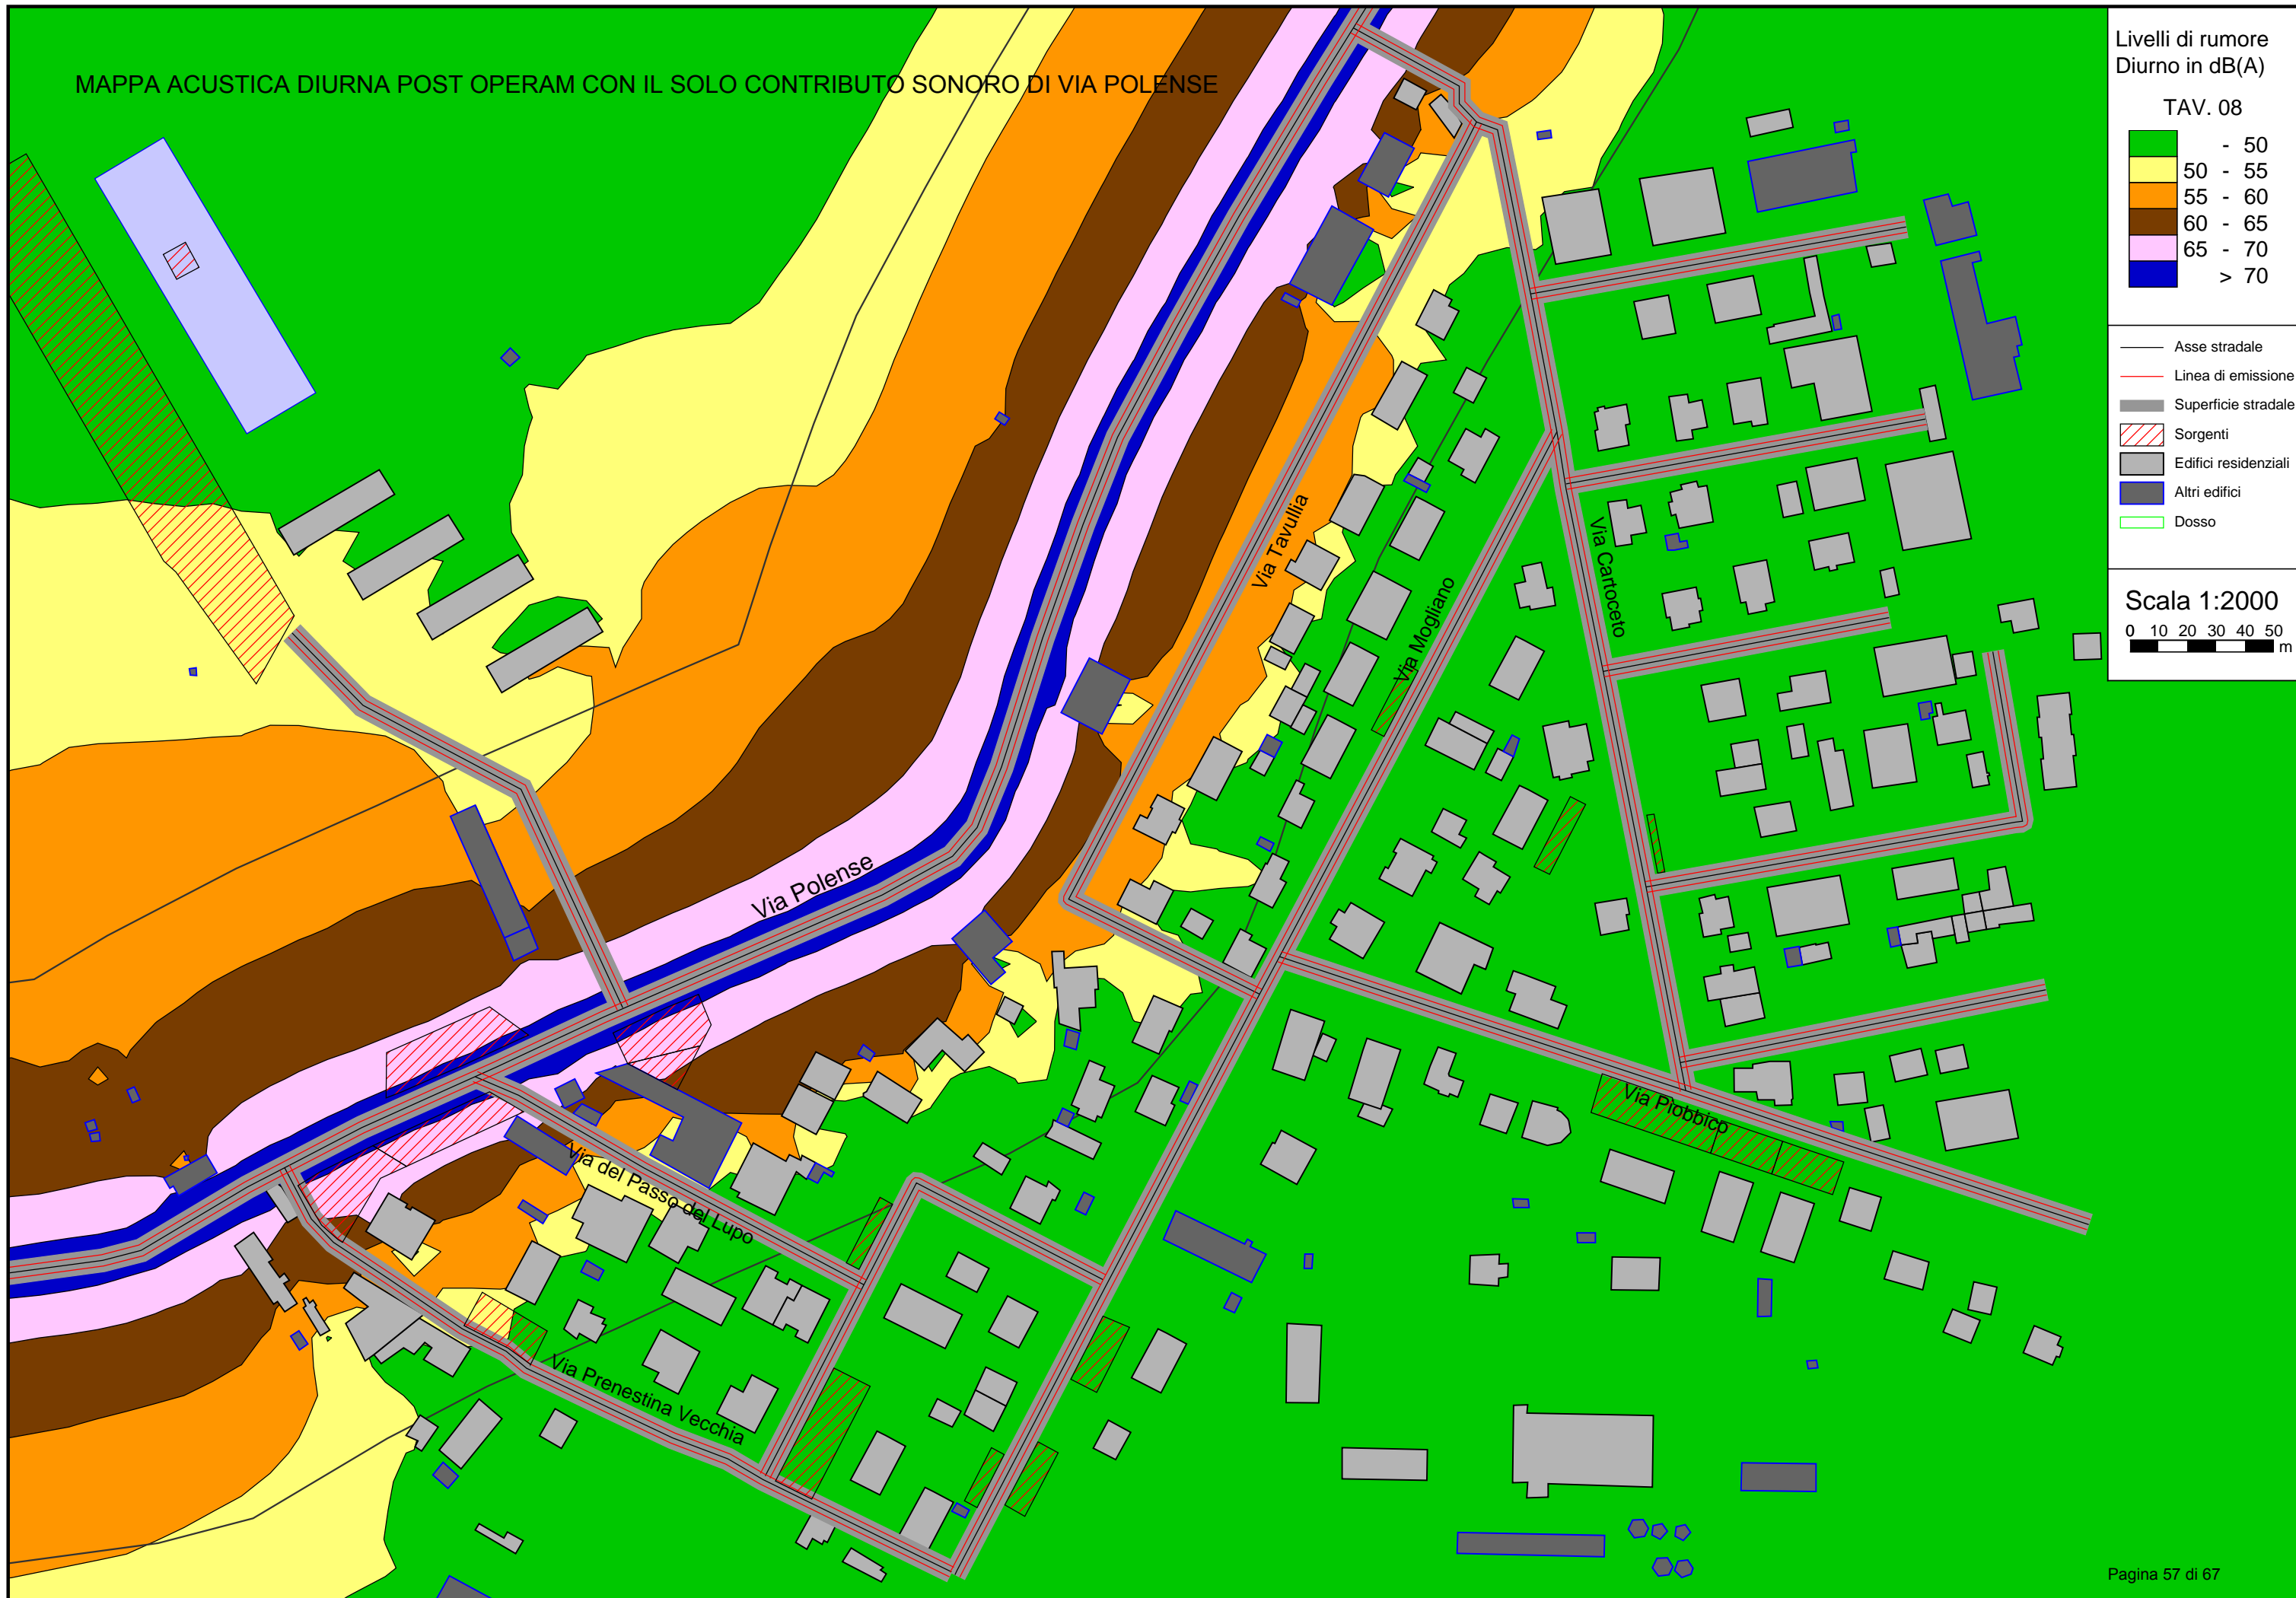 MAPPA ACUSTICA DIURNA POST OPERAM CON IL SOLO CONTRIBUTO SONORO DI VIA POLENSE
Livelli di rumore
Diurno in dB(A)
TAV. 08
- 50
50 - 55
55 - 60
60 - 65
65 - 70
> 70
Asse stradale
Linea di emissione
Superficie stradale
Sorgenti
Edifici residenziali
Altri edifici
Dosso
Scala 1:2000
0 10 20 30 40 50
m
Via Tavullia
Via Cartoceto
Via Mogliano
Via Polense
Via Piobbico
Via del Passo del Lupo
Via Prenestina Vecchia
Pagina 57 di 67